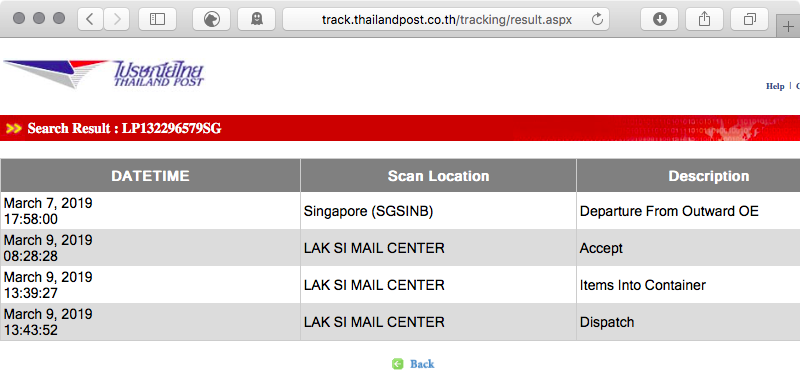 track.thailandpost.co.th/tracking/result.aspx
ไปรษณีย์ไทย
THAILAND POST
Help |
Search Result : LP132296579SG
DATETIME Scan Location Description
March 7, 2019
17:58:00 Singapore (SGSINB) Departure From Outward OE
March 9, 2019
08:28:28 LAK SI MAIL CENTER Accept
March 9, 2019
13:39:27 LAK SI MAIL CENTER Items Into Container
March 9, 2019
13:43:52 LAK SI MAIL CENTER Dispatch
Back